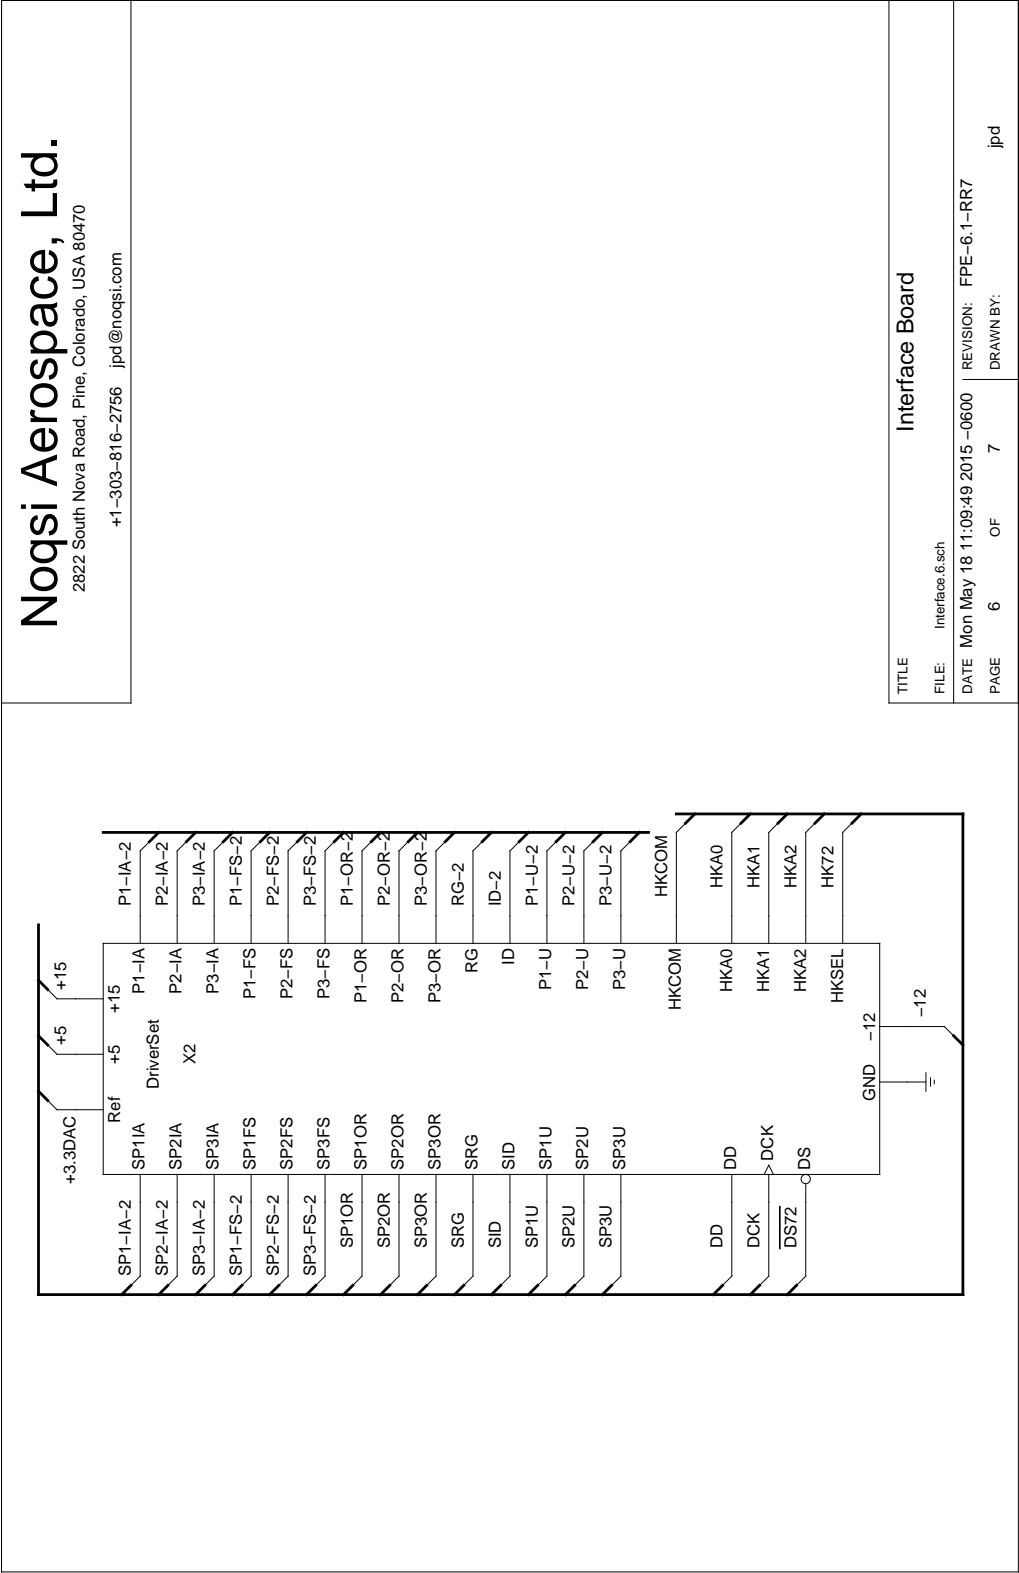 Noqsi Aerospace, Ltd.
2822 South Nova Road, Pine, Colorado, USA 80470
+1−303−816−2756 jpd@noqsi.com
+3.3DAC
+5
+15
Ref
+5
+15
DriverSet
X2
SP1−IA−2
SP1IA
P1−IA
P1−IA−2
SP2−IA−2
SP2IA
P2−IA
P2−IA−2
SP3−IA−2
SP3IA
P3−IA
P3−IA−2
SP1−FS−2
SP1FS
P1−FS
P1−FS−2
SP2−FS−2
SP2FS
P2−FS
P2−FS−2
SP3−FS−2
SP3FS
P3−FS
P3−FS−2
SP1OR
SP1OR
P1−OR
P1−OR−2
SP2OR
SP2OR
P2−OR
P2−OR−2
SP3OR
SP3OR
P3−OR
P3−OR−2
SRG
SRG
RG
RG−2
SID
SID
ID
ID−2
SP1U
SP1U
P1−U
P1−U−2
SP2U
SP2U
P2−U
P2−U−2
SP3U
SP3U
P3−U
P3−U−2
HKCOM
HKCOM
DD
DD
HKA0
HKA0
DCK
DCK
HKA1
HKA1
DS72
DS
HKA2
HKA2
HKSEL
HK72
GND
−12
−12
TITLE
Interface Board
FILE: Interface.6.sch
DATE Mon May 18 11:09:49 2015 −0600
REVISION: FPE−6.1−RR7
PAGE 6 OF 7
DRAWN BY: jpd